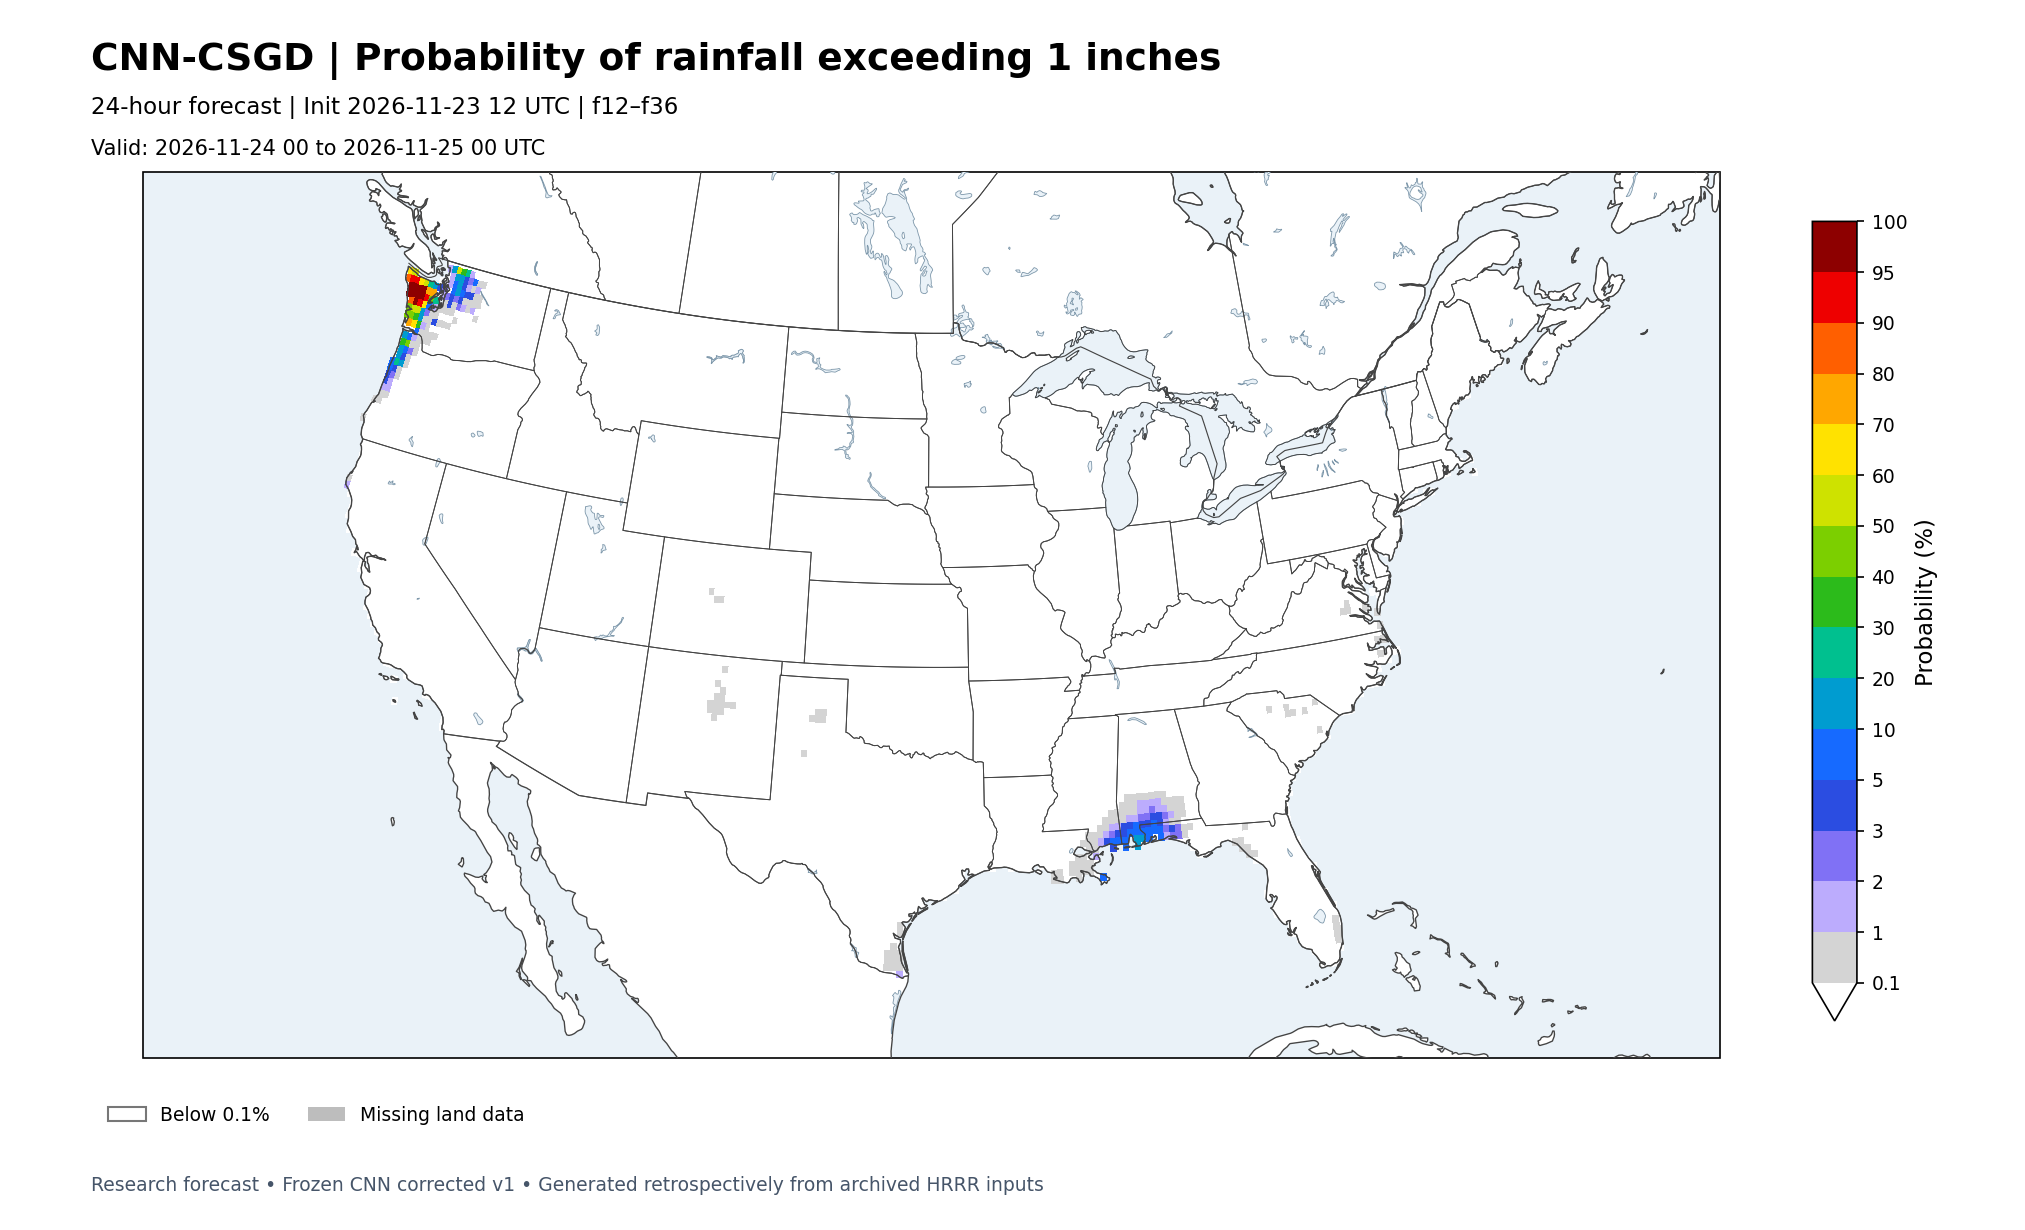 CNN-CSGD | Probability of rainfall exceeding 1 inches
24-hour forecast | Init 2026-11-23 12 UTC | f12–f36
Valid: 2026-11-24 00 to 2026-11-25 00 UTC
100
95
90
80
70
60
50
40
30
20
10
5
3
2
1
0.1
Probability (%)
Below 0.1%
Missing land data
Research forecast • Frozen CNN corrected v1 • Generated retrospectively from archived HRRR inputs